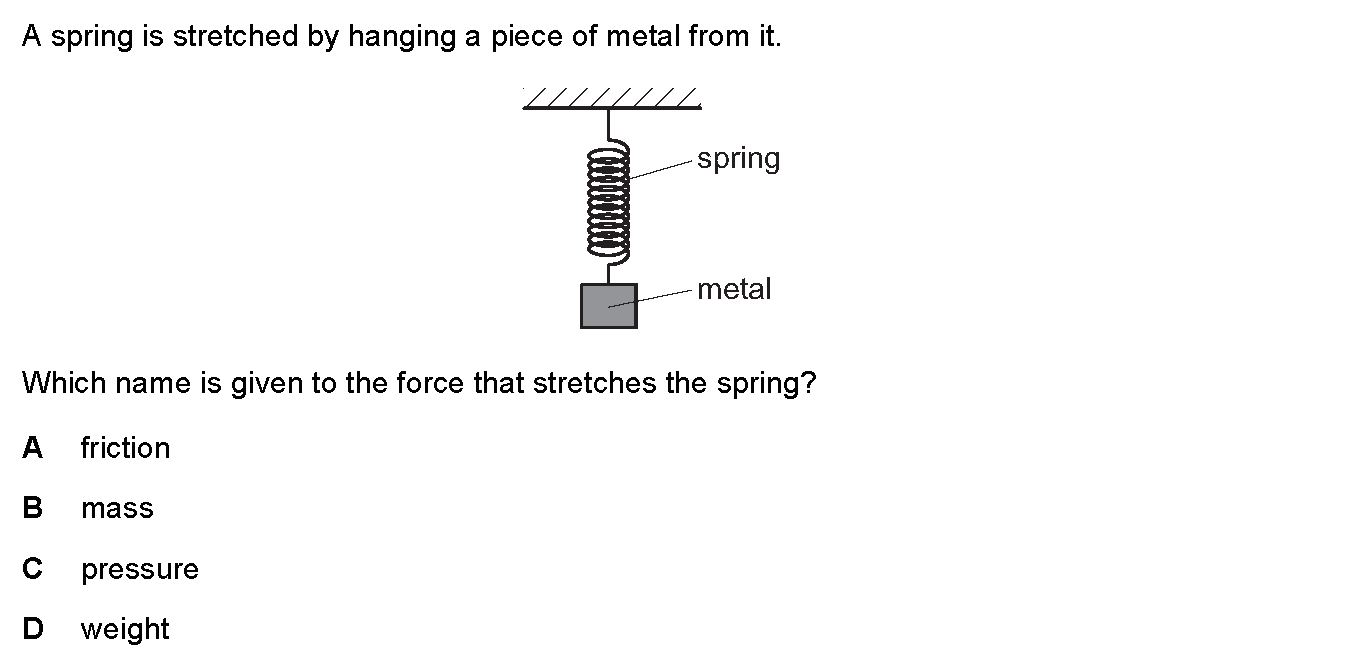 A spring is stretched by hanging a piece of metal from it.
spring
metal
Which name is given to the force that stretches the spring?
A friction
B mass
C pressure
D weight